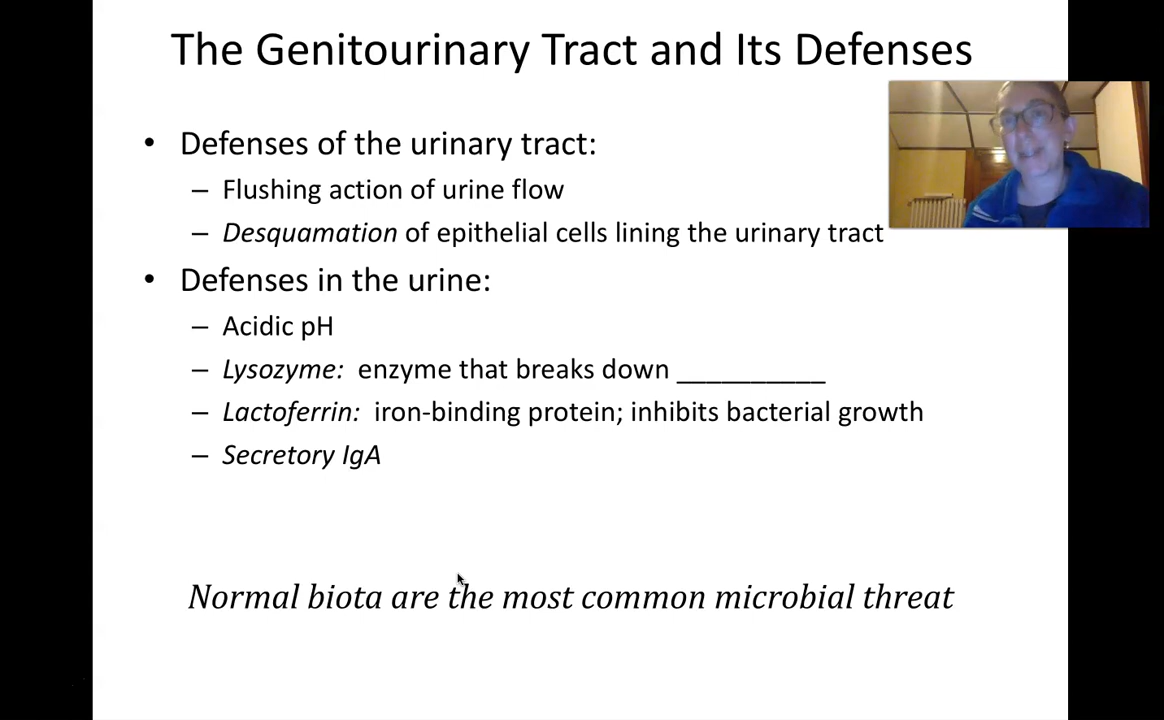 The Genitourinary Tract and Its Defenses
• Defenses of the urinary tract:
– Flushing action of urine flow
– Desquamation of epithelial cells lining the urinary tract
• Defenses in the urine:
– Acidic pH
– Lysozyme: enzyme that breaks down __________
– Lactoferrin: iron-binding protein; inhibits bacterial growth
– Secretory IgA
Normal biota are the most common microbial threat